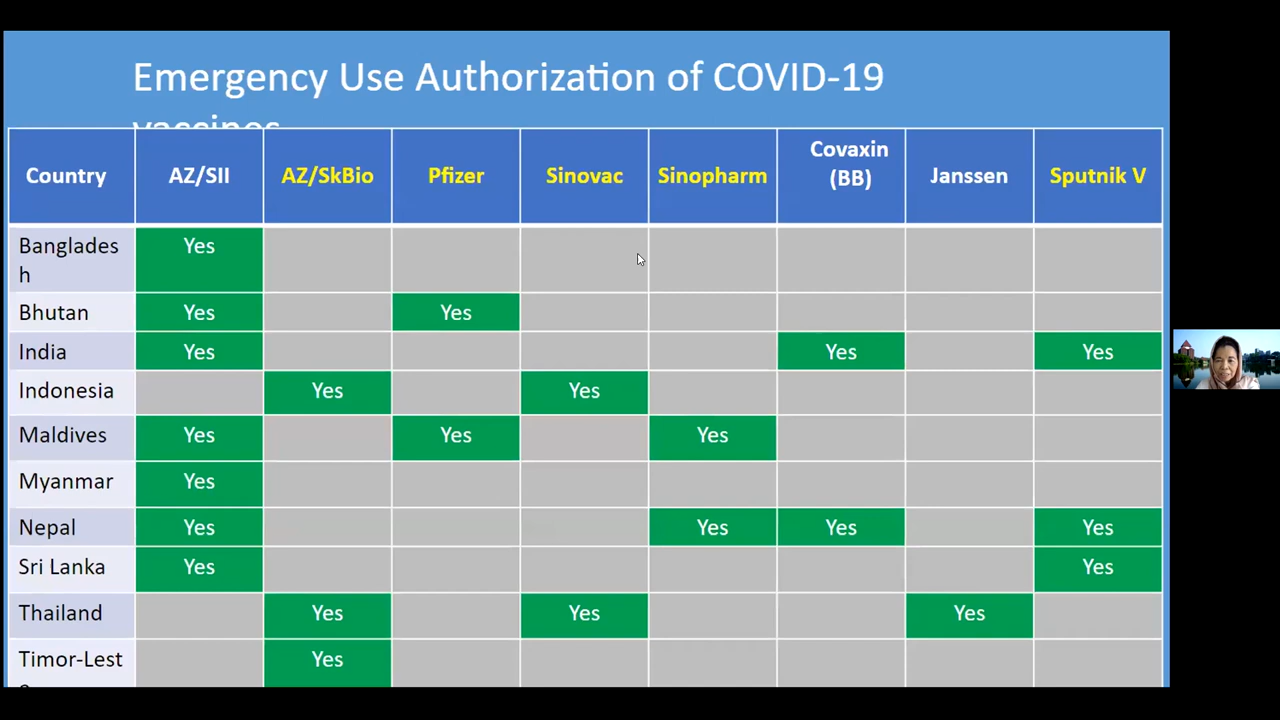 Emergency Use Authorization of COVID-19
vaccines
Country AZ/SII AZ/SkBio Pfizer Sinovac Sinopharm Covaxin (BB) Janssen Sputnik V
Banglades
h Yes
Bhutan Yes Yes
India Yes Yes Yes
Indonesia Yes Yes
Maldives Yes Yes Yes
Myanmar Yes
Nepal Yes Yes Yes Yes
Sri Lanka Yes Yes
Thailand Yes Yes Yes
Timor-Lest Yes